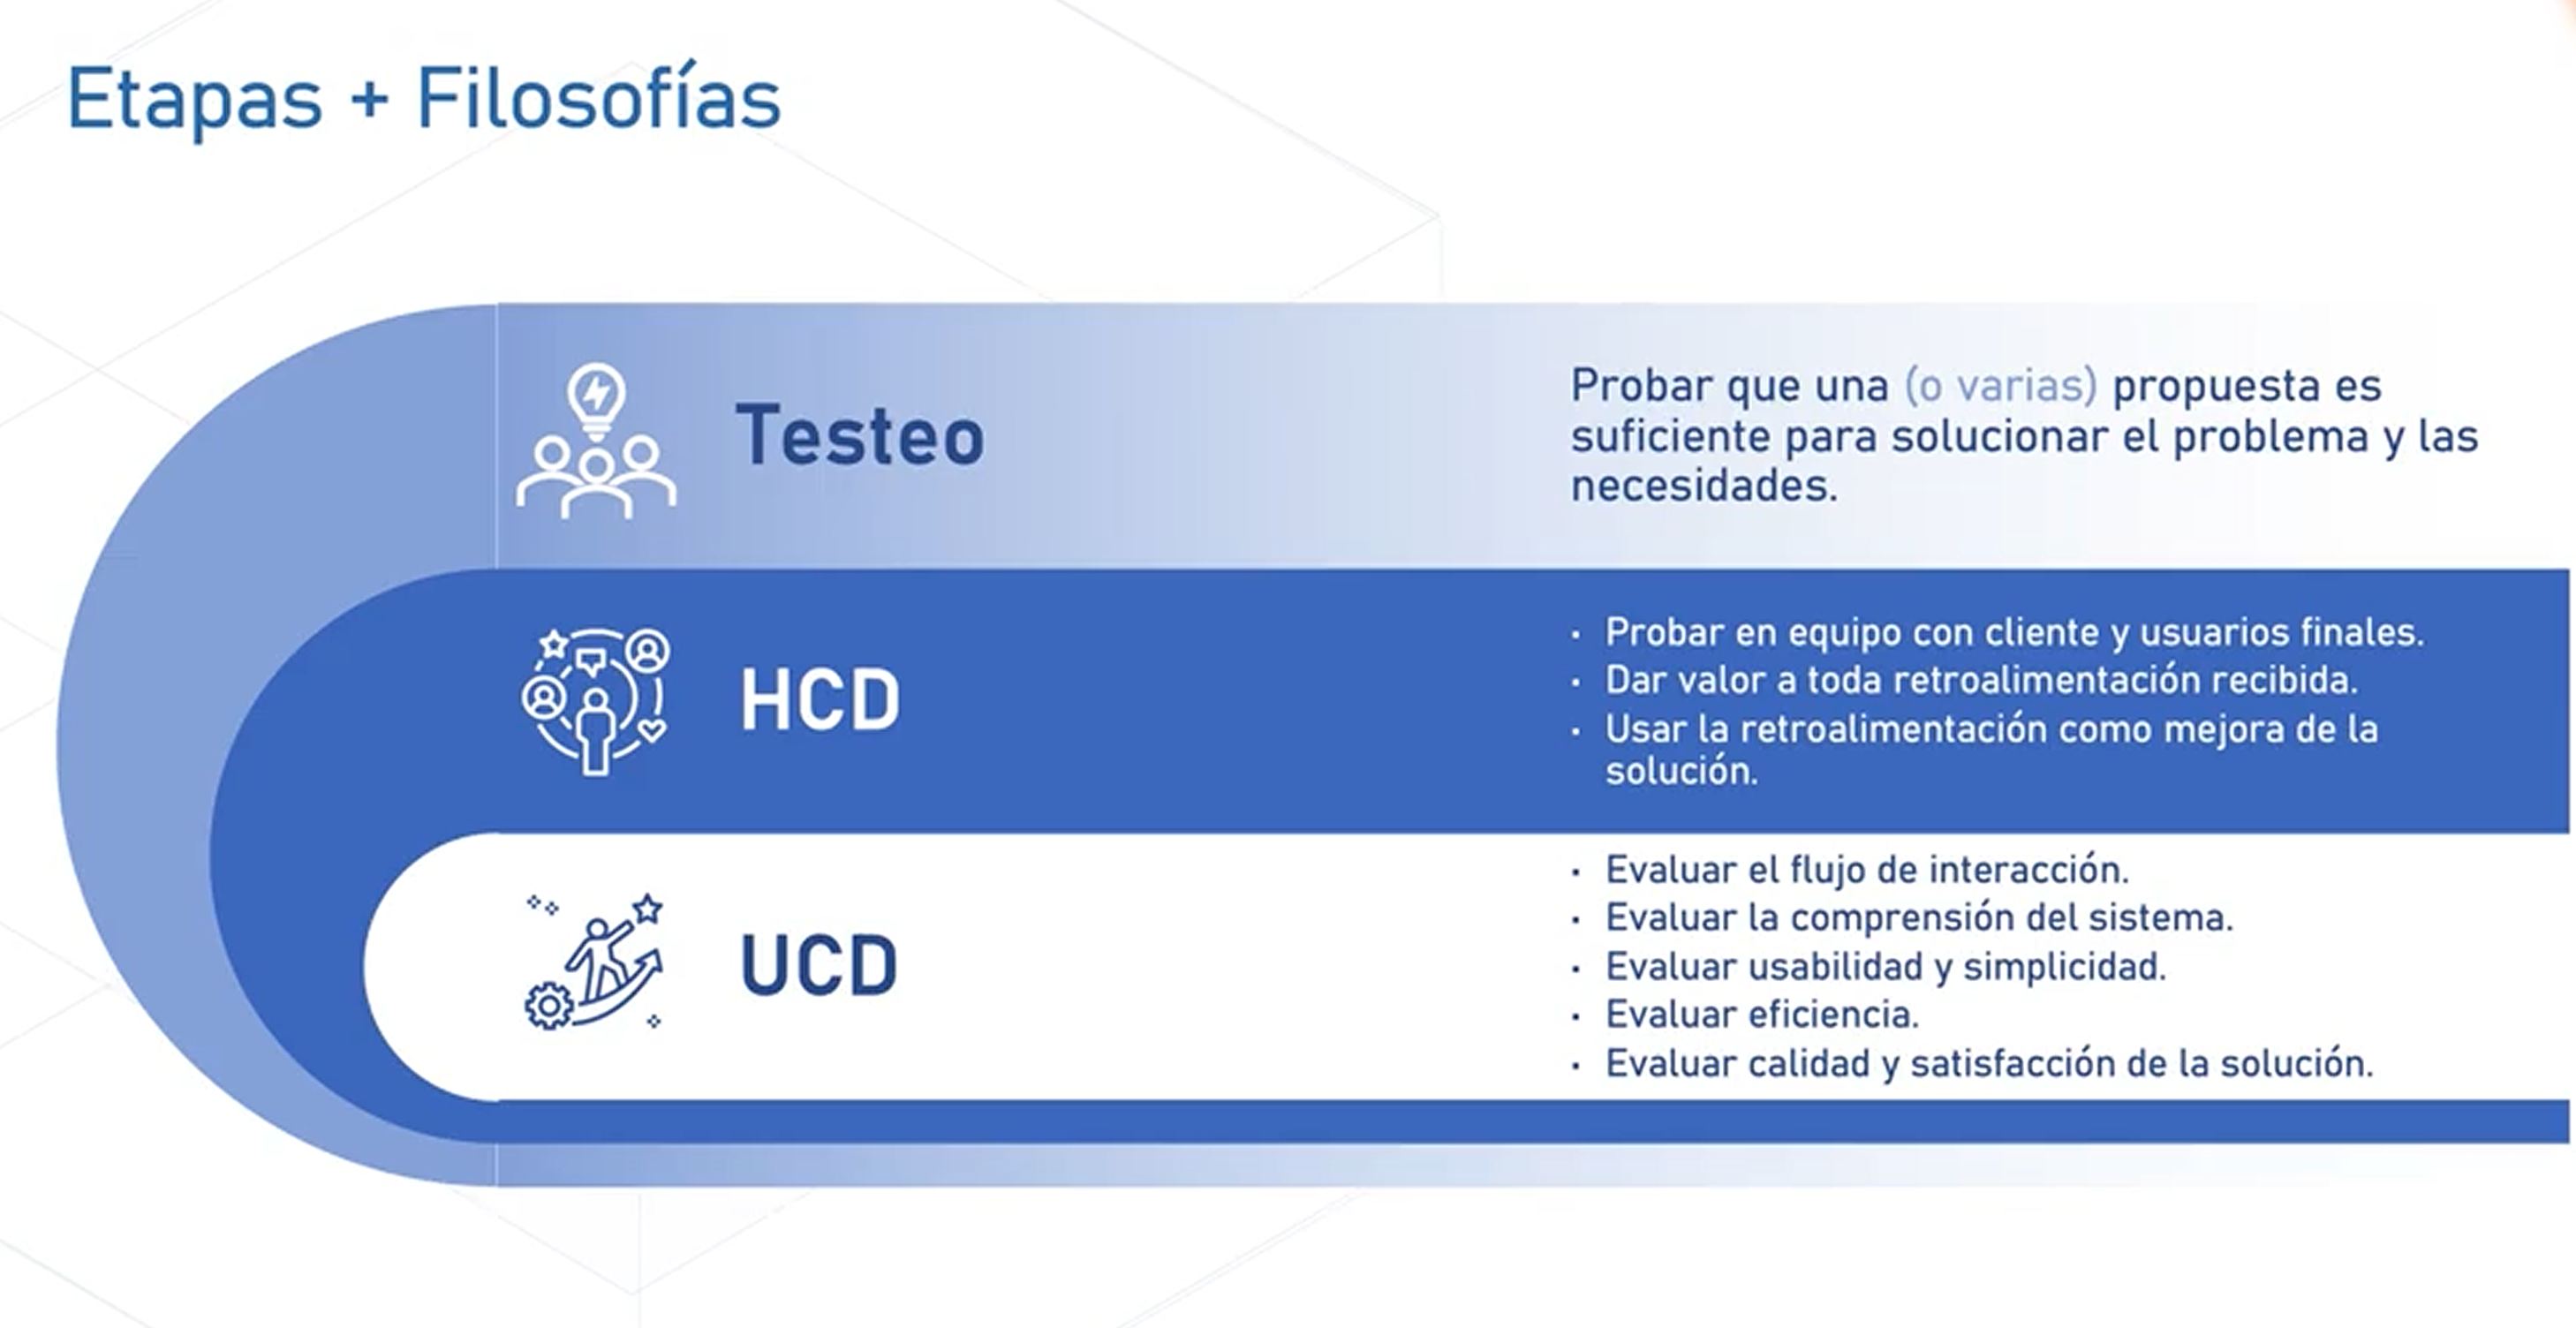 Etapas + Filosofías
Testeo
Probar que una (o varias) propuesta es
suficiente para solucionar el problema y las
necesidades.
HCD
· Probar en equipo con cliente y usuarios finales.
· Dar valor a toda retroalimentación recibida.
· Usar la retroalimentación como mejora de la
solución.
UCD
· Evaluar el flujo de interacción.
· Evaluar la comprensión del sistema.
· Evaluar usabilidad y simplicidad.
· Evaluar eficiencia.
· Evaluar calidad y satisfacción de la solución.